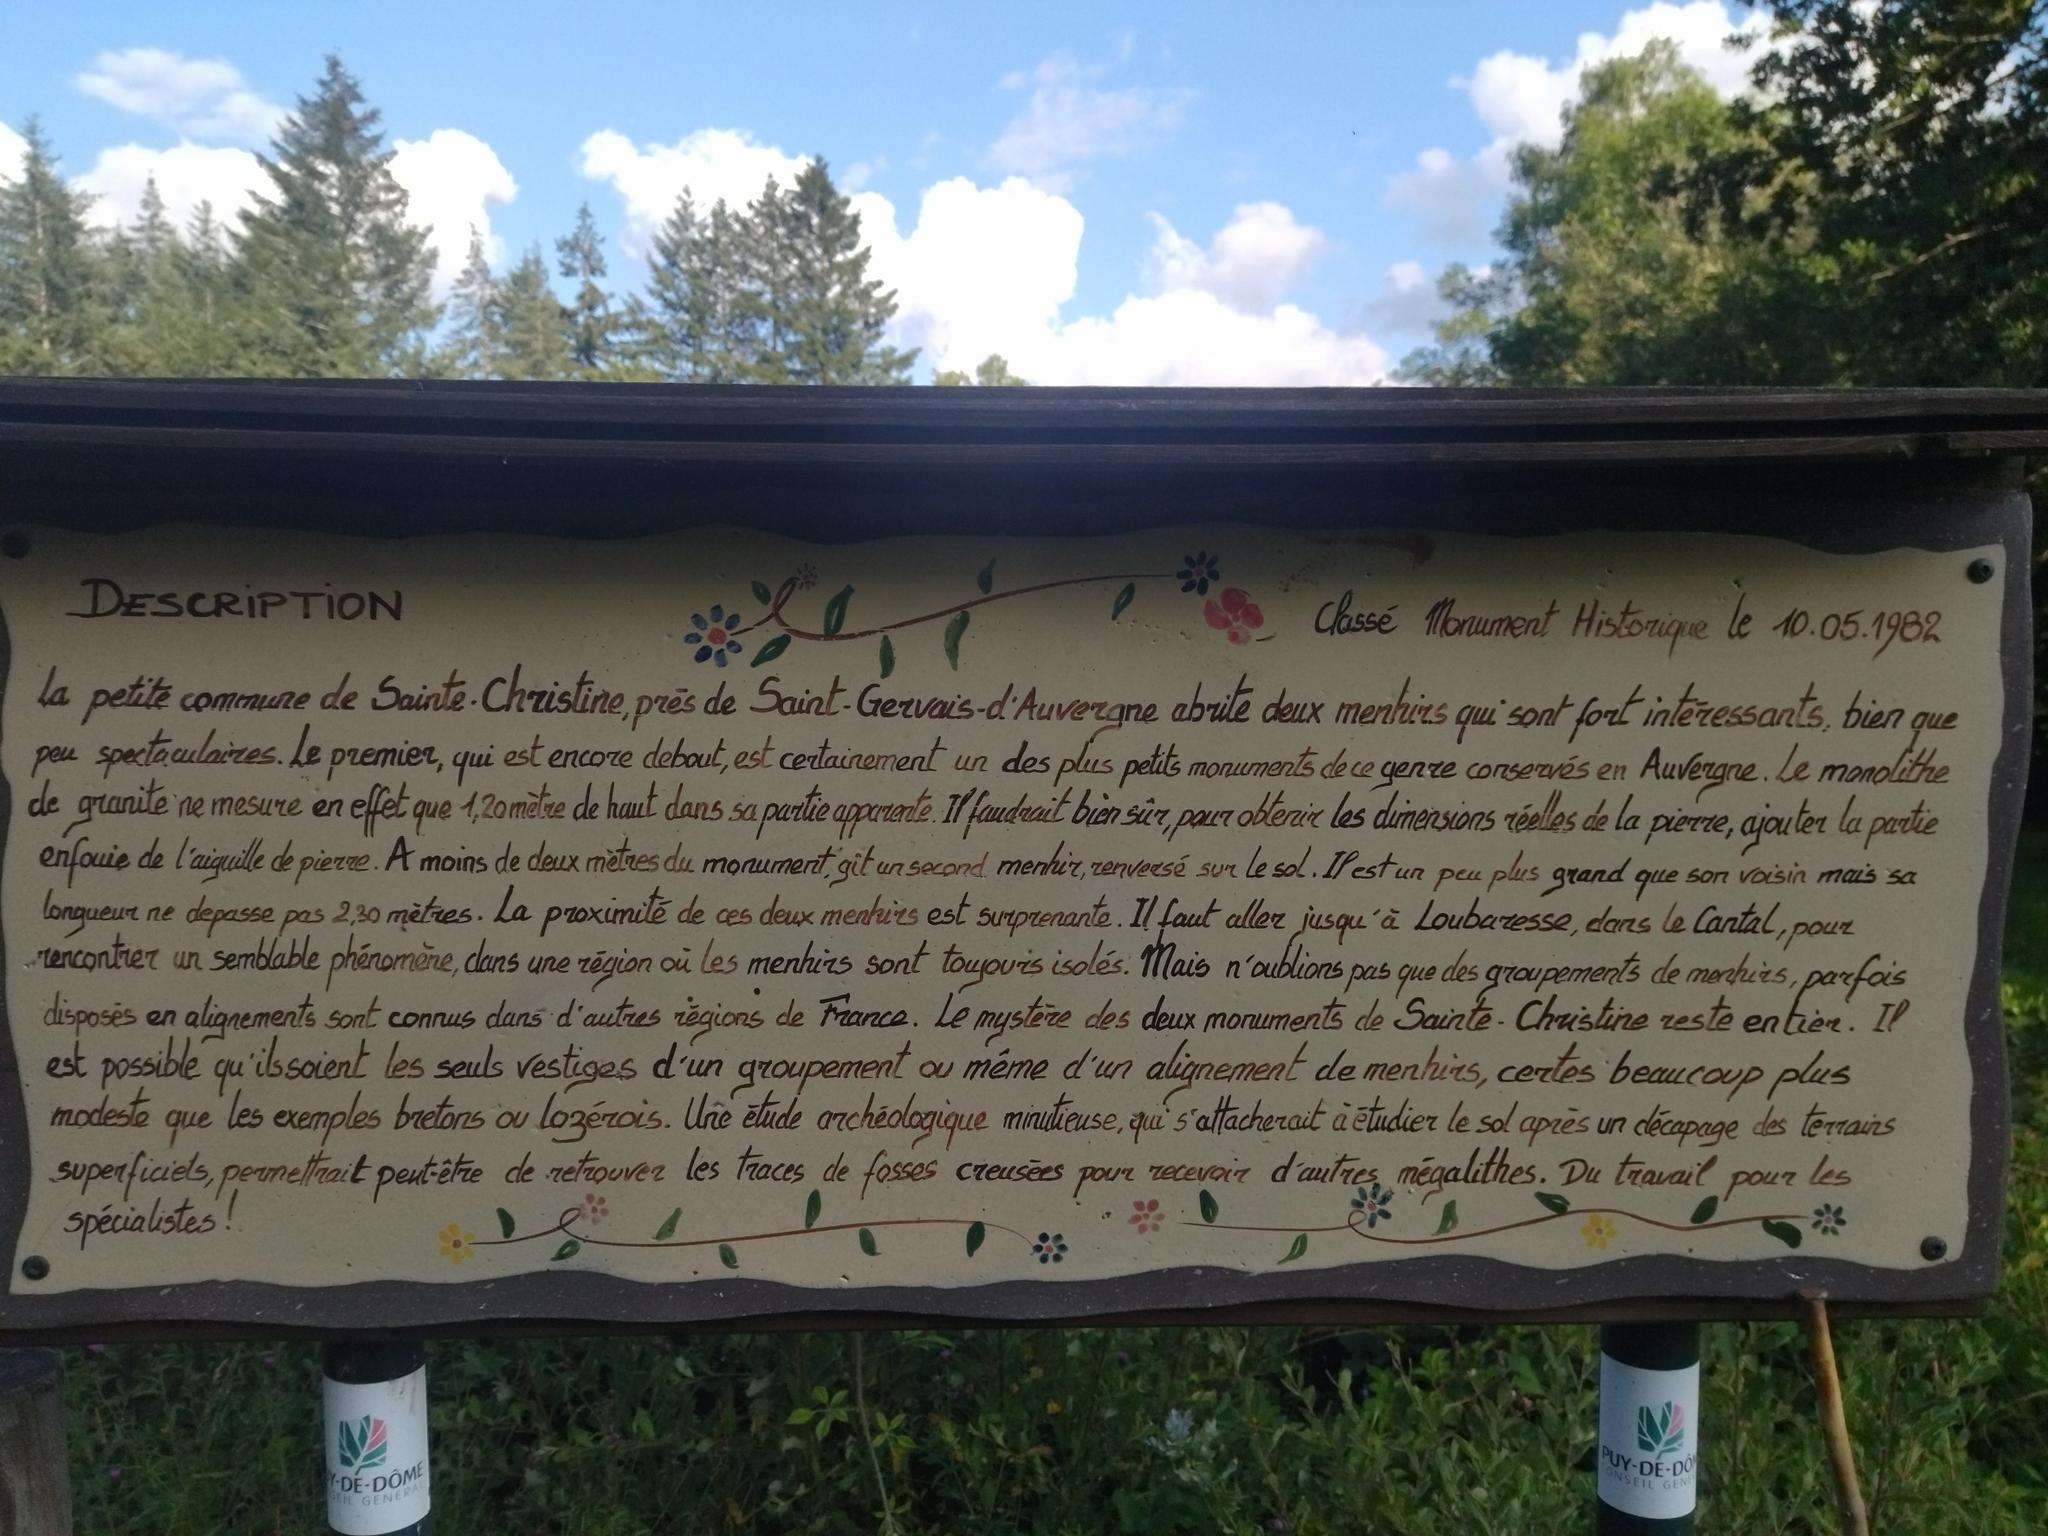 DESCRIPTION
Classé Monument Historique le 10.05.1982
La petite commune de Sainte-Christine, près de Saint-Gervais-d'Auvergne abrite deux menhirs qui sont fort intéressants, bien que
peu spectaculaires. Le premier, qui est encore debout, est certainement un des plus petits monuments de ce genre conservés en Auvergne. Le monolithe
de granite ne mesure en effet que 1,20 mètre de haut dans sa partie apparente. Il faudrait bien sûr, pour obtenir les dimensions réelles de la pierre, ajouter la partie
enfouie de l'aiguille de pierre. A moins de deux mètres du monument, gît un second menhir, renversé sur le sol. Il est un peu plus grand que son voisin mais sa
longueur ne depasse pas 2,30 mètres. La proximité de ces deux menhirs est surprenante. Il faut aller jusqu'à Loubaresse, dans le Cantal, pour
rencontrer un semblable phénomène, dans une région où les menhirs sont toujours isolés. Mais n'oublions pas que des groupements de menhirs, parfois
disposés en alignements sont connus dans d'autres régions de France. Le mystère des deux monuments de Sainte-Christine reste entier. Il
est possible qu'ils soient les seuls vestiges d'un groupement ou même d'un alignement de menhirs, certes beaucoup plus
modeste que les exemples bretons ou lozérois. Une étude archéologique minutieuse, qui s'attacherait à étudier le sol après un décapage des terrains
superficiels, permettrait peut-être de retrouver les traces de fosses creusées pour recevoir d'autres mégalithes. Du travail pour les
spécialistes !
Y-DE-DÔME
SEIL GENERAL
PUY-DE-DÔM
CONSEIL GENE